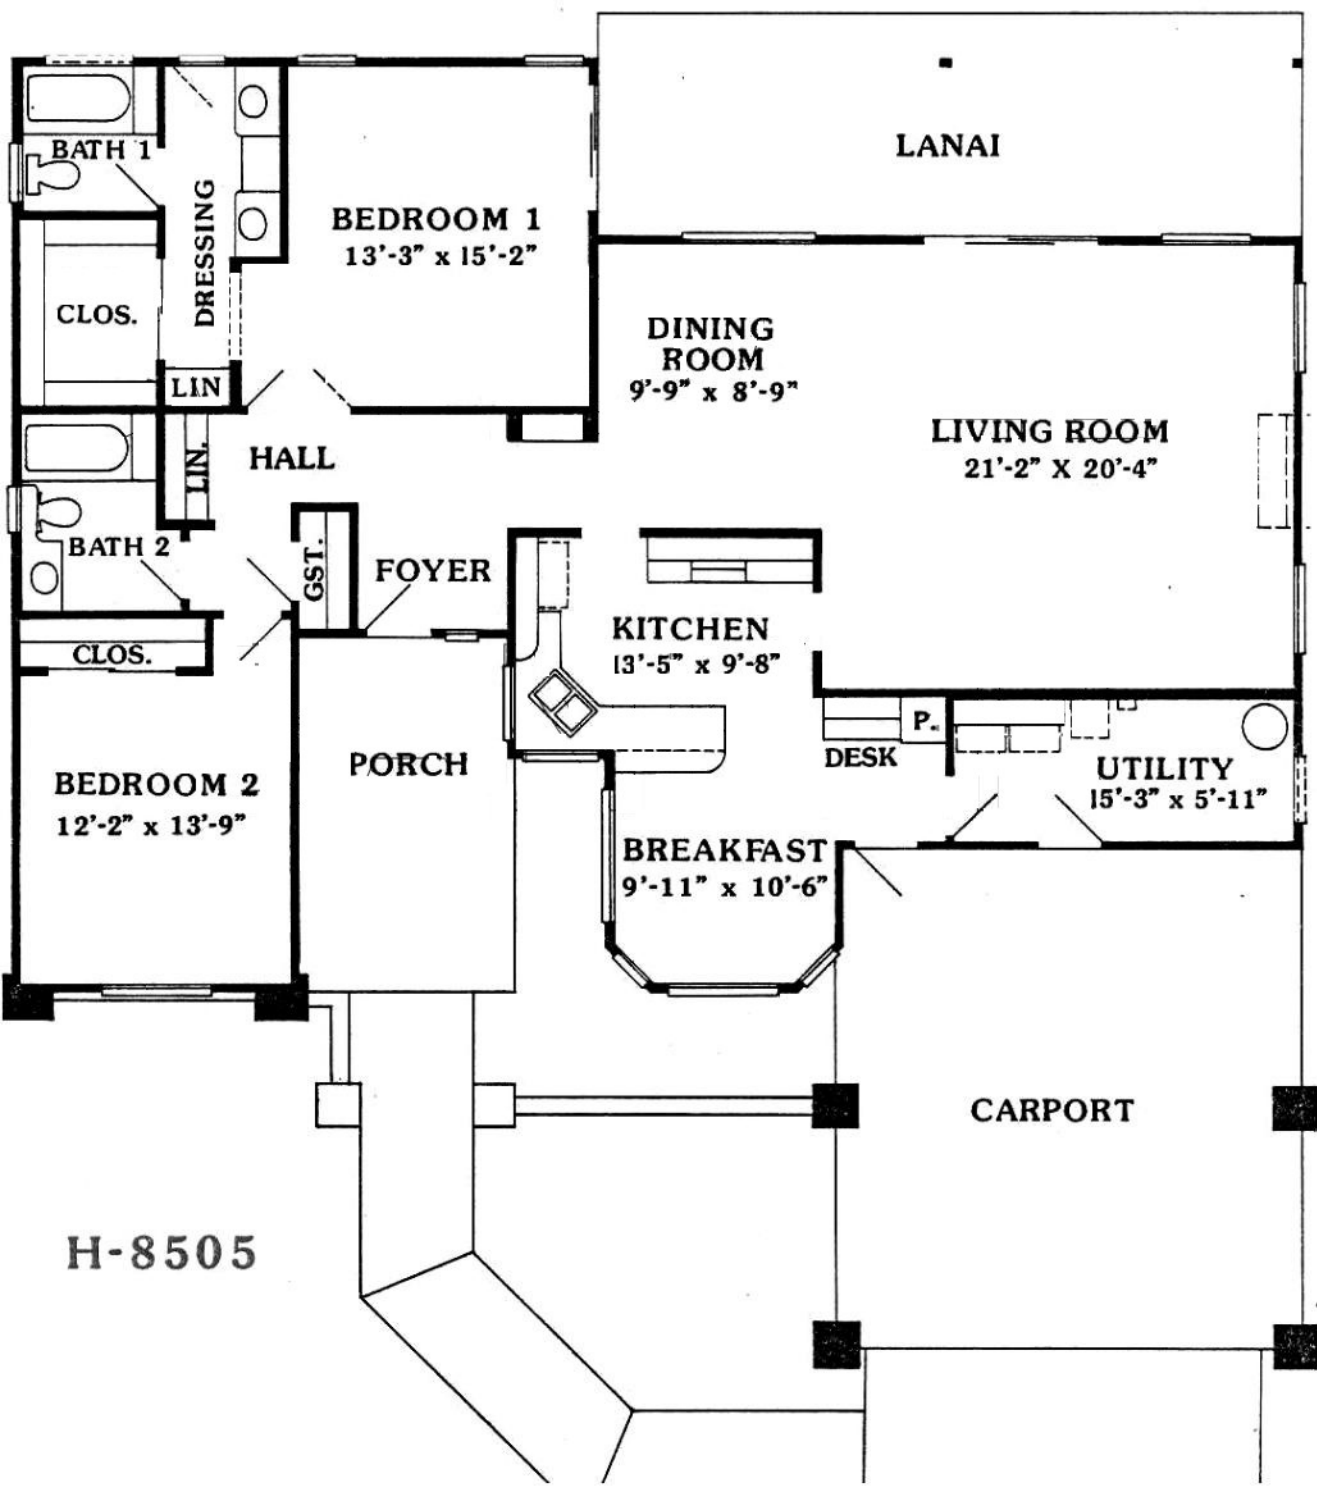 LANAI
BATH 1
DRESSING
BEDROOM 1
13'-3" x 15'-2"
CLOS.
DINING
ROOM
9'-9" x 8'-9"
LIN
LIVING ROOM
21'-2" X 20'-4"
LIN.
HALL
BATH 2
GST.
FOYER
KITCHEN
13'-5" x 9'-8"
CLOS.
P.
DESK
PORCH
UTILITY
15'-3" x 5'-11"
BEDROOM 2
12'-2" x 13'-9"
BREAKFAST
9'-11" x 10'-6"
CARPORT
H-8505